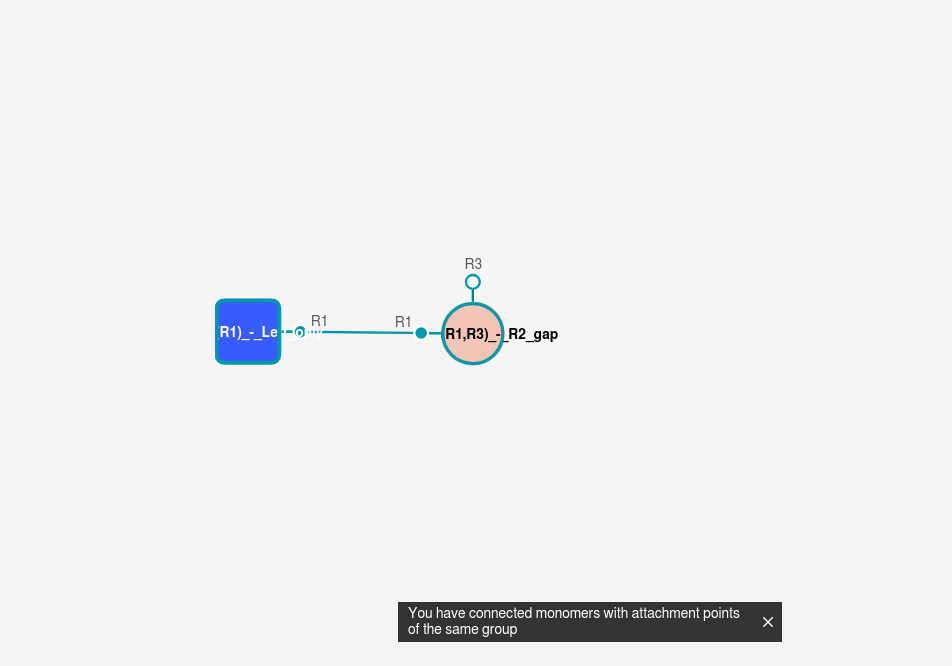 R3
R1
R1
R1)_-_Le
R1,R3)_-_R2_gap
You have connected monomers with attachment points
of the same group